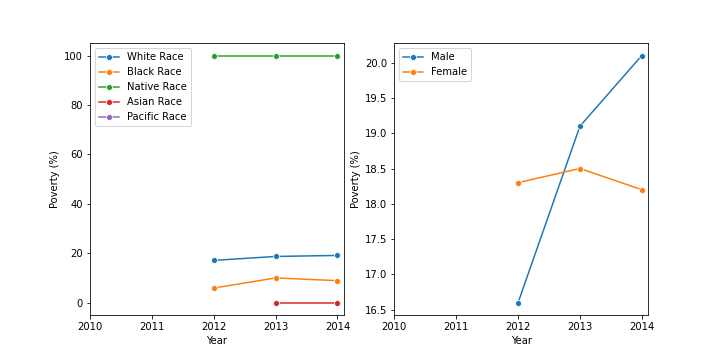 White Race
Black Race
Native Race
Asian Race
Pacific Race
100
80
60
40
20
0
Poverty (%)
2010 2011 2012 2013 2014
Year
Male
Female
20.0
19.5
19.0
18.5
18.0
17.5
17.0
16.5
Poverty (%)
2010 2011 2012 2013 2014
Year